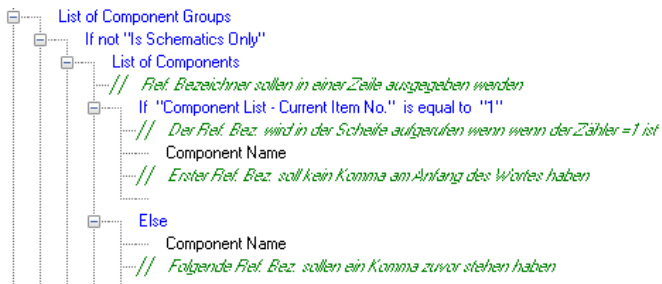 List of Component Groups
If not "Is Schematics Only"
List of Components
// Ref. Bezeichner sollen in einer Zeile ausgegeben werden
If "Component List - Current Item No." is equal to "1"
// Der Ref. Bez. wird in der Scheife aufgerufen wenn wenn der Zähler =1 ist
Component Name
// Erster Ref. Bez. soll kein Komma am Anfang des Wortes haben
Else
Component Name
// Folgende Ref. Bez. sollen ein Komma zuvor stehen haben